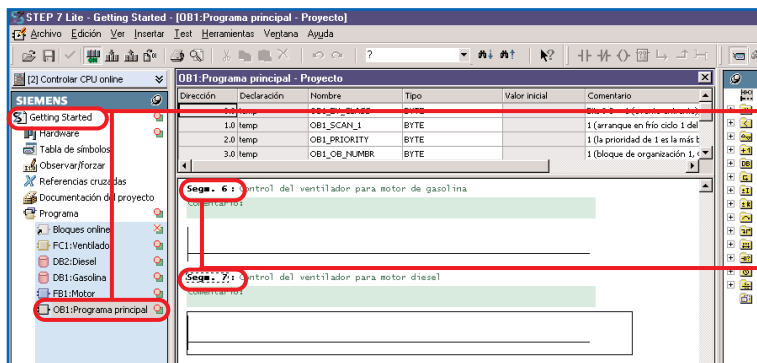 STEP 7 Lite - Getting Started - [OB1:Programa principal - Proyecto]
Archivo Edición Ver Insertar Test Herramientas Ventana Ayuda
?
[2] Controlar CPU online
SIEMENS
Getting Started
Hardware
Tabla de símbolos
Observar/forzar
Referencias cruzadas
Documentación del proyecto
Programa
Bloques online
FC1:Ventilado
DB2:Diesel
DB1:Gasolina
FB1:Motor
OB1:Programa principal
OB1:Programa principal - Proyecto
Dirección Declaración Nombre Tipo Valor inicial Comentario
1.0 temp OB1_SCAN_1 BYTE 1 (arranque en frío ciclo 1 del
2.0 temp OB1_PRIORITY BYTE 1 (la prioridad de 1 es la más b
3.0 temp OB1_OB_NUMBR BYTE 1 (bloque de organización 1,
Segm. 6 : Control del ventilador para motor de gasolina
Comentario:
Segm. 7 : Control del ventilador para motor diesel
Comentario: